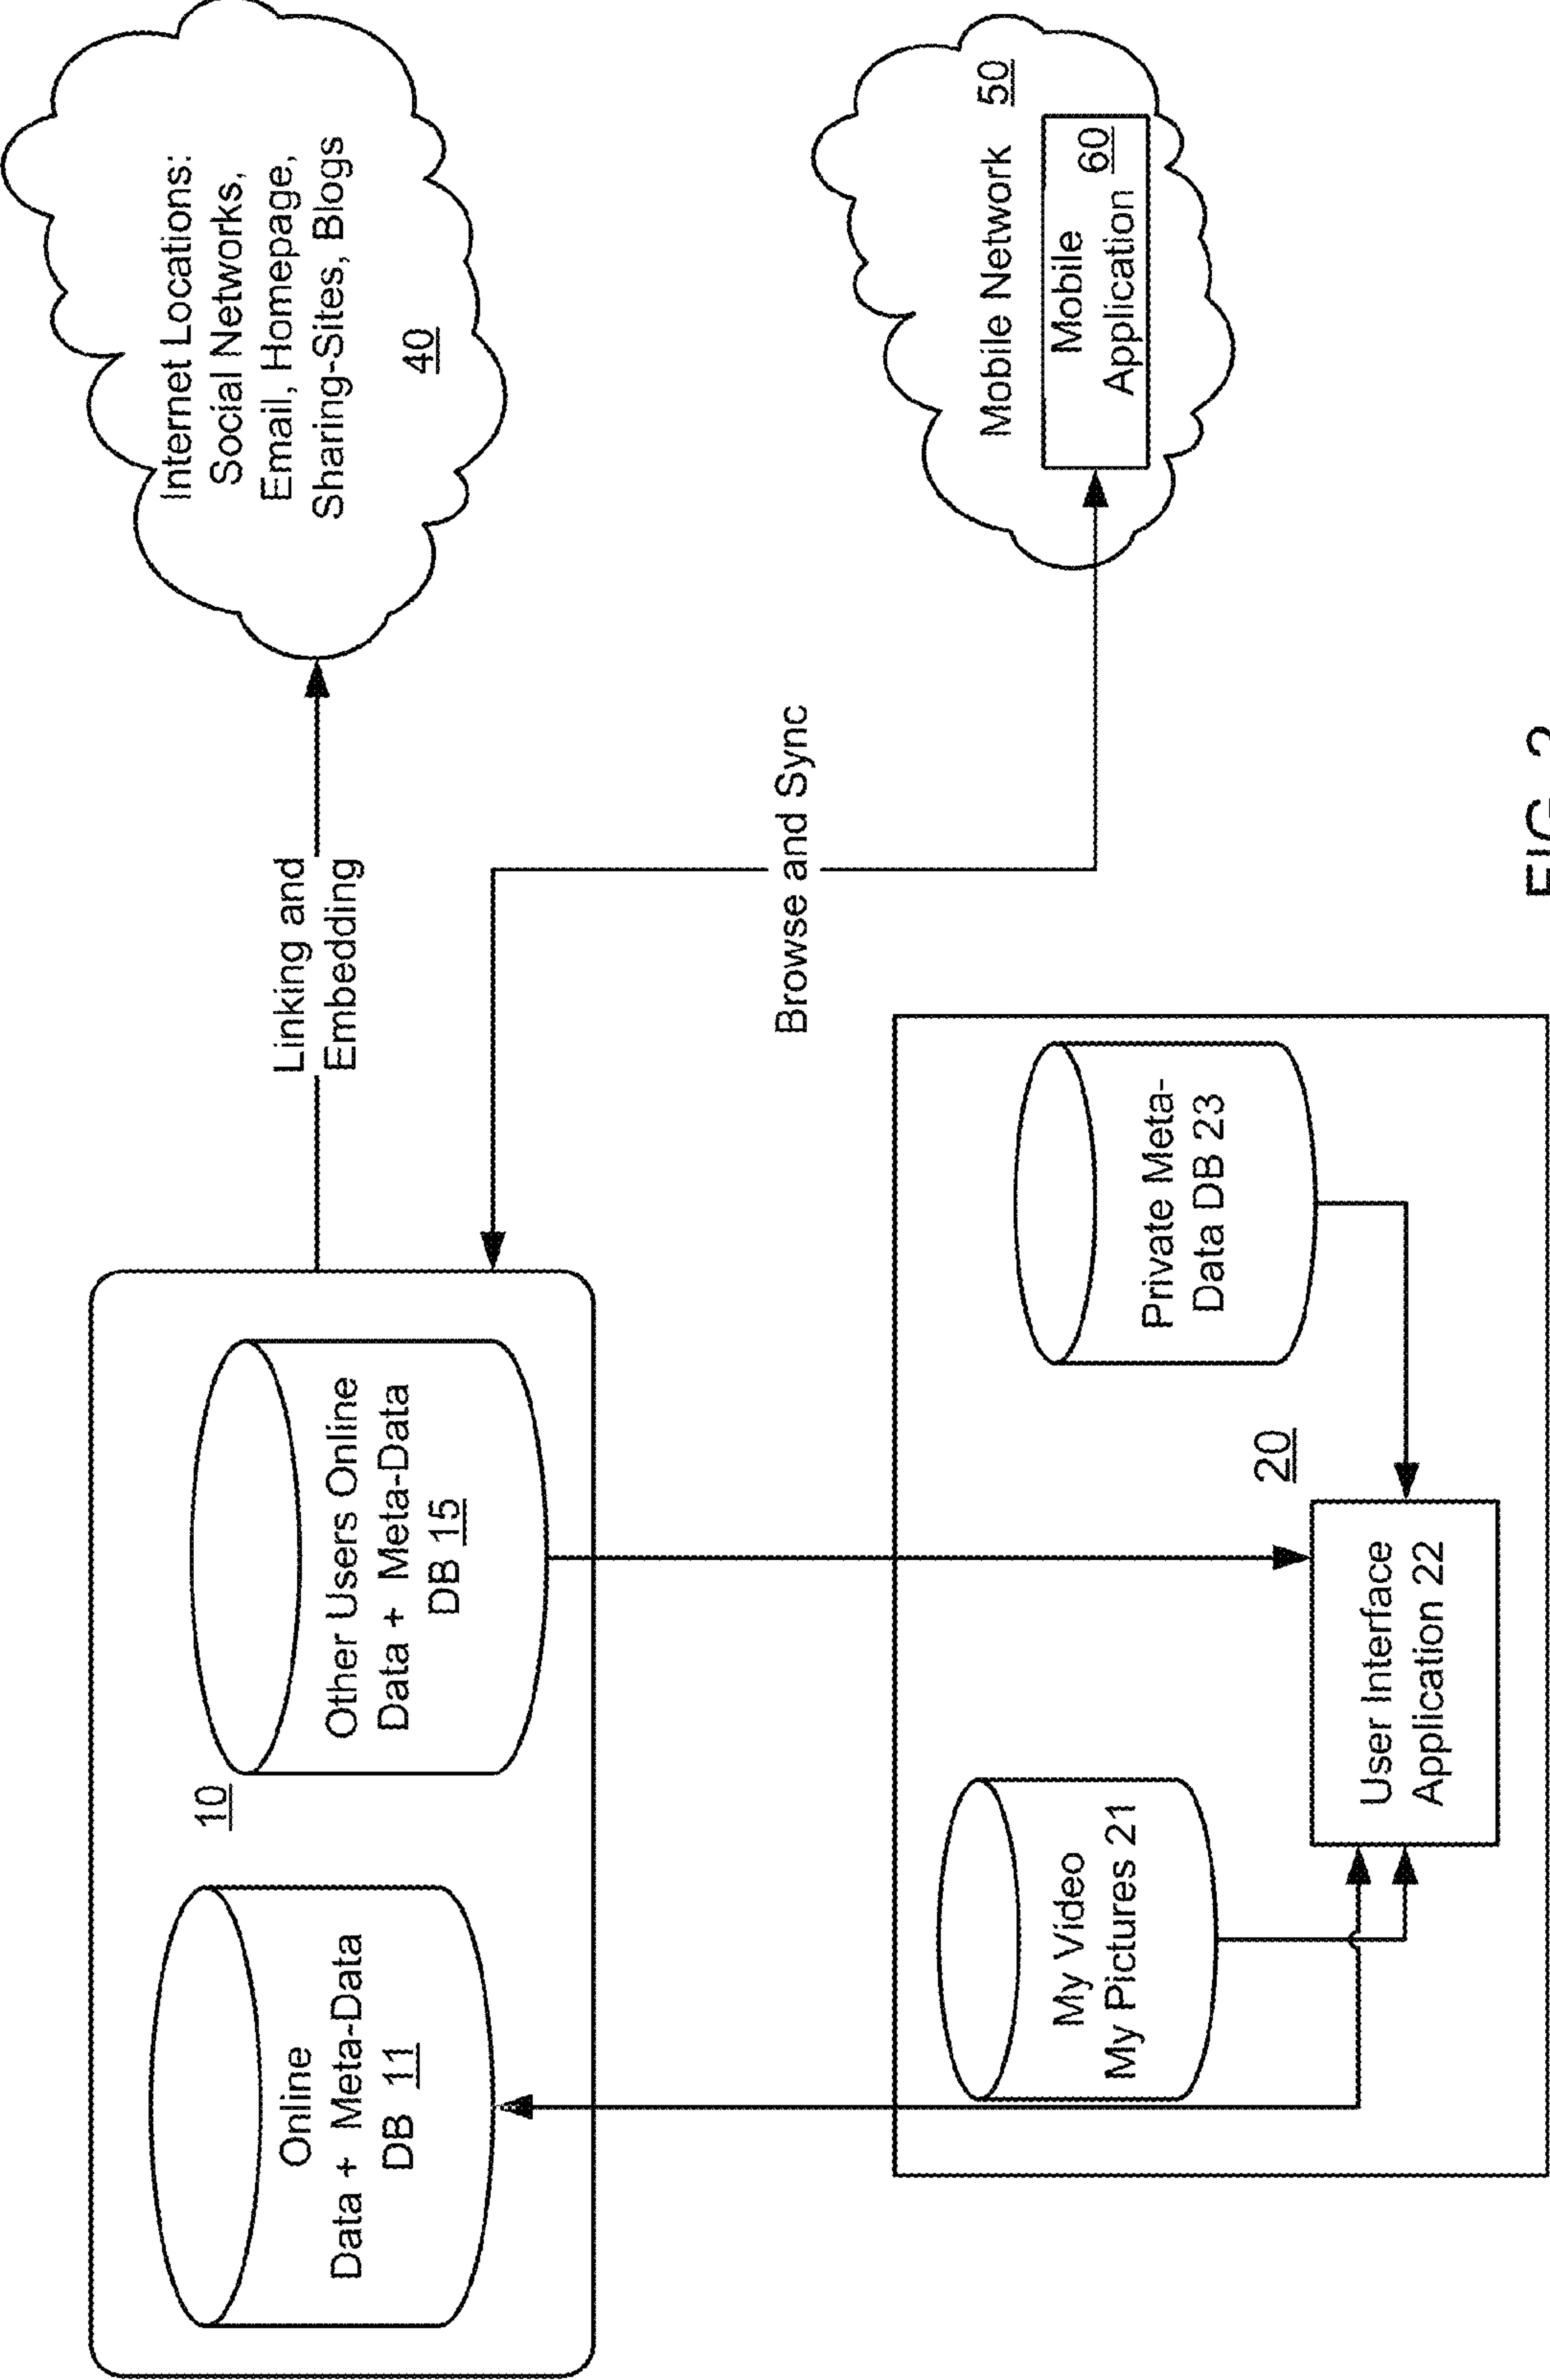 Online
Data + Meta-Data
DB 11
10
Other Users Online
Data + Meta-Data
DB 15
Linking and
Embedding
Internet Locations:
Social Networks,
Email, Homepage,
Sharing-Sites, Blogs
40
Browse and Sync
Mobile Network 50
Mobile
Application 60
My Video
My Pictures 21
20
Private Meta-
Data DB 23
User Interface
Application 22
FIG. 2